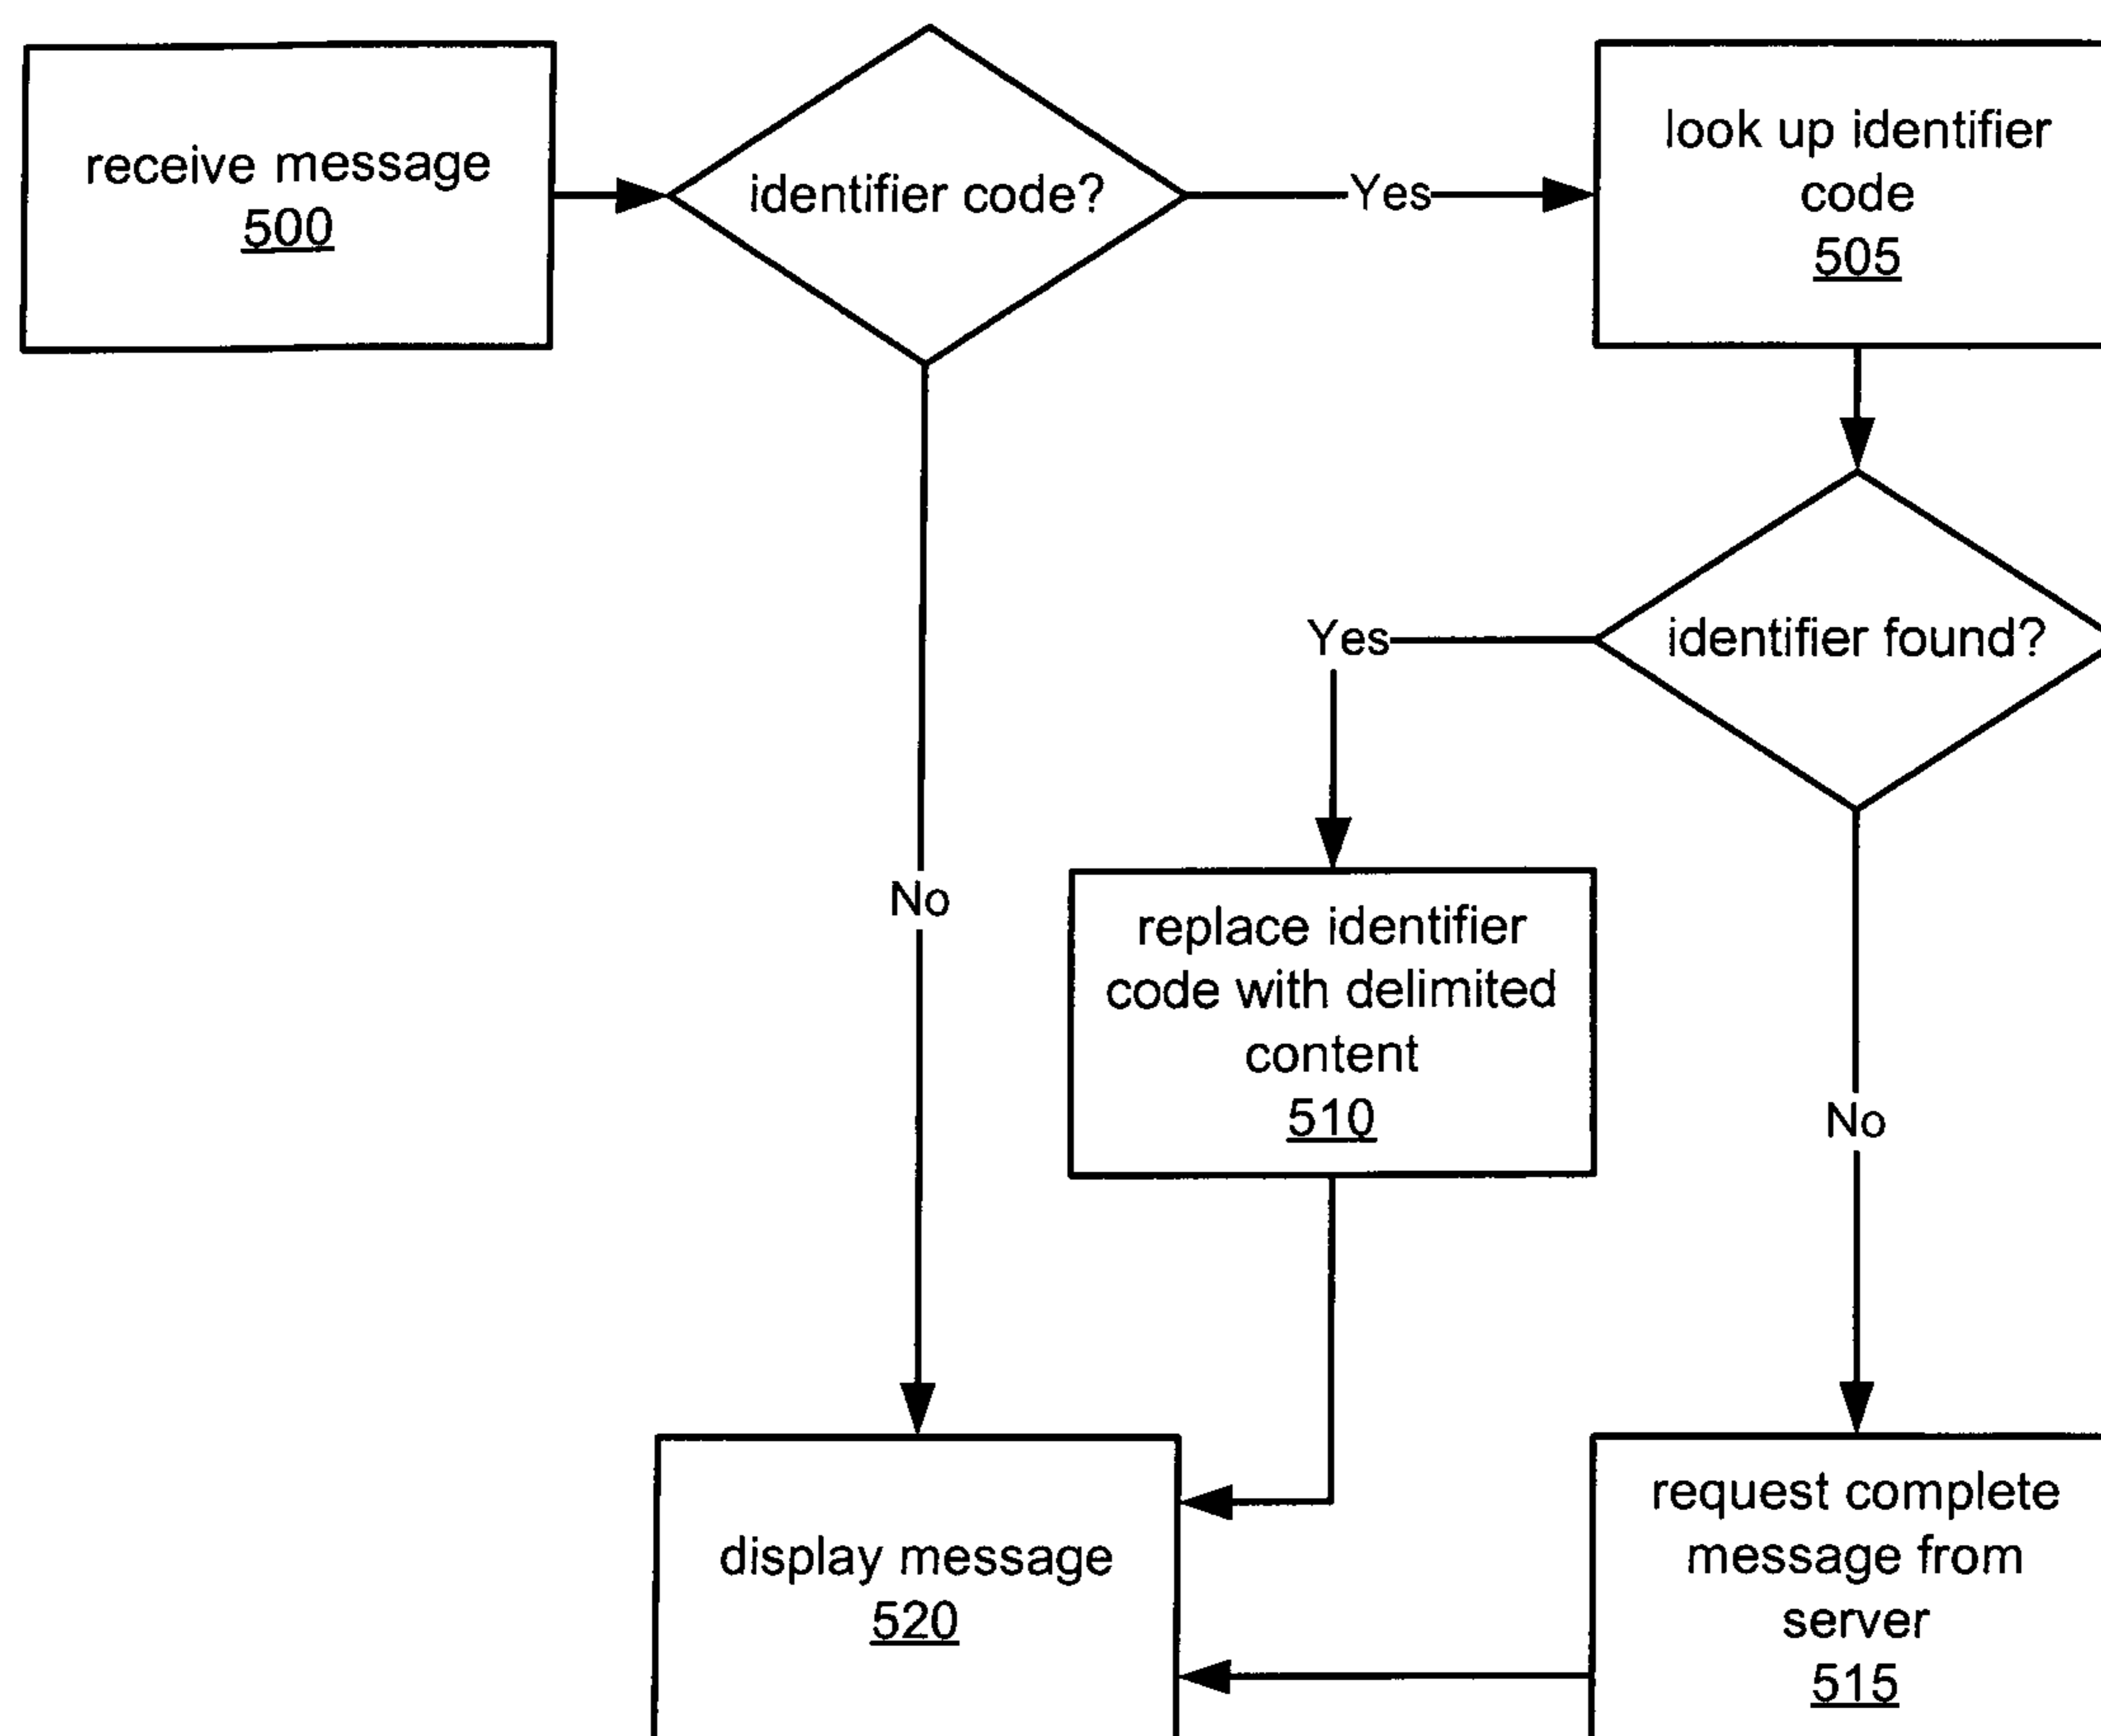 receive message
500
identifier code?
Yes
look up identifier
code
505
identifier found?
Yes
No
replace identifier
code with delimited
content
510
No
display message
520
request complete
message from
server
515